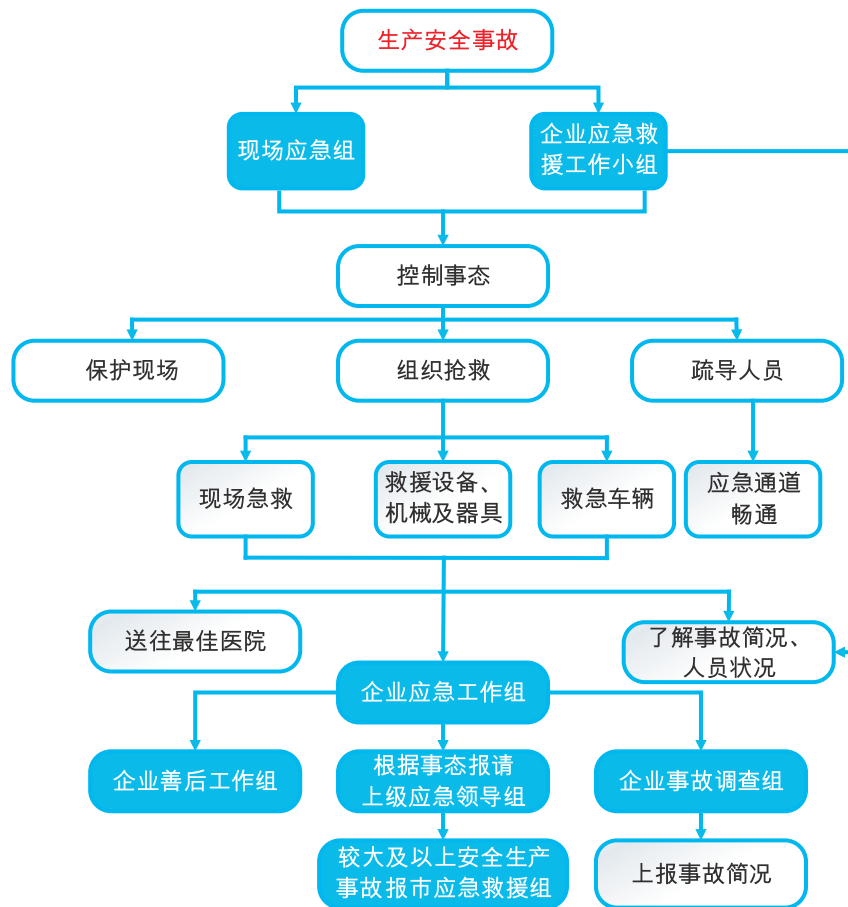 生产安全事故
现场应急组
企业应急救
援工作小组
控制事态
保护现场
组织抢救
疏导人员
现场急救
救援设备、
机械及器具
救急车辆
应急通道
畅通
送往最佳医院
了解事故简况、
人员状况
企业应急工作组
企业善后工作组
根据事态报请
上级应急领导组
企业事故调查组
较大及以上安全生产
事故报市应急救援组
上报事故简况